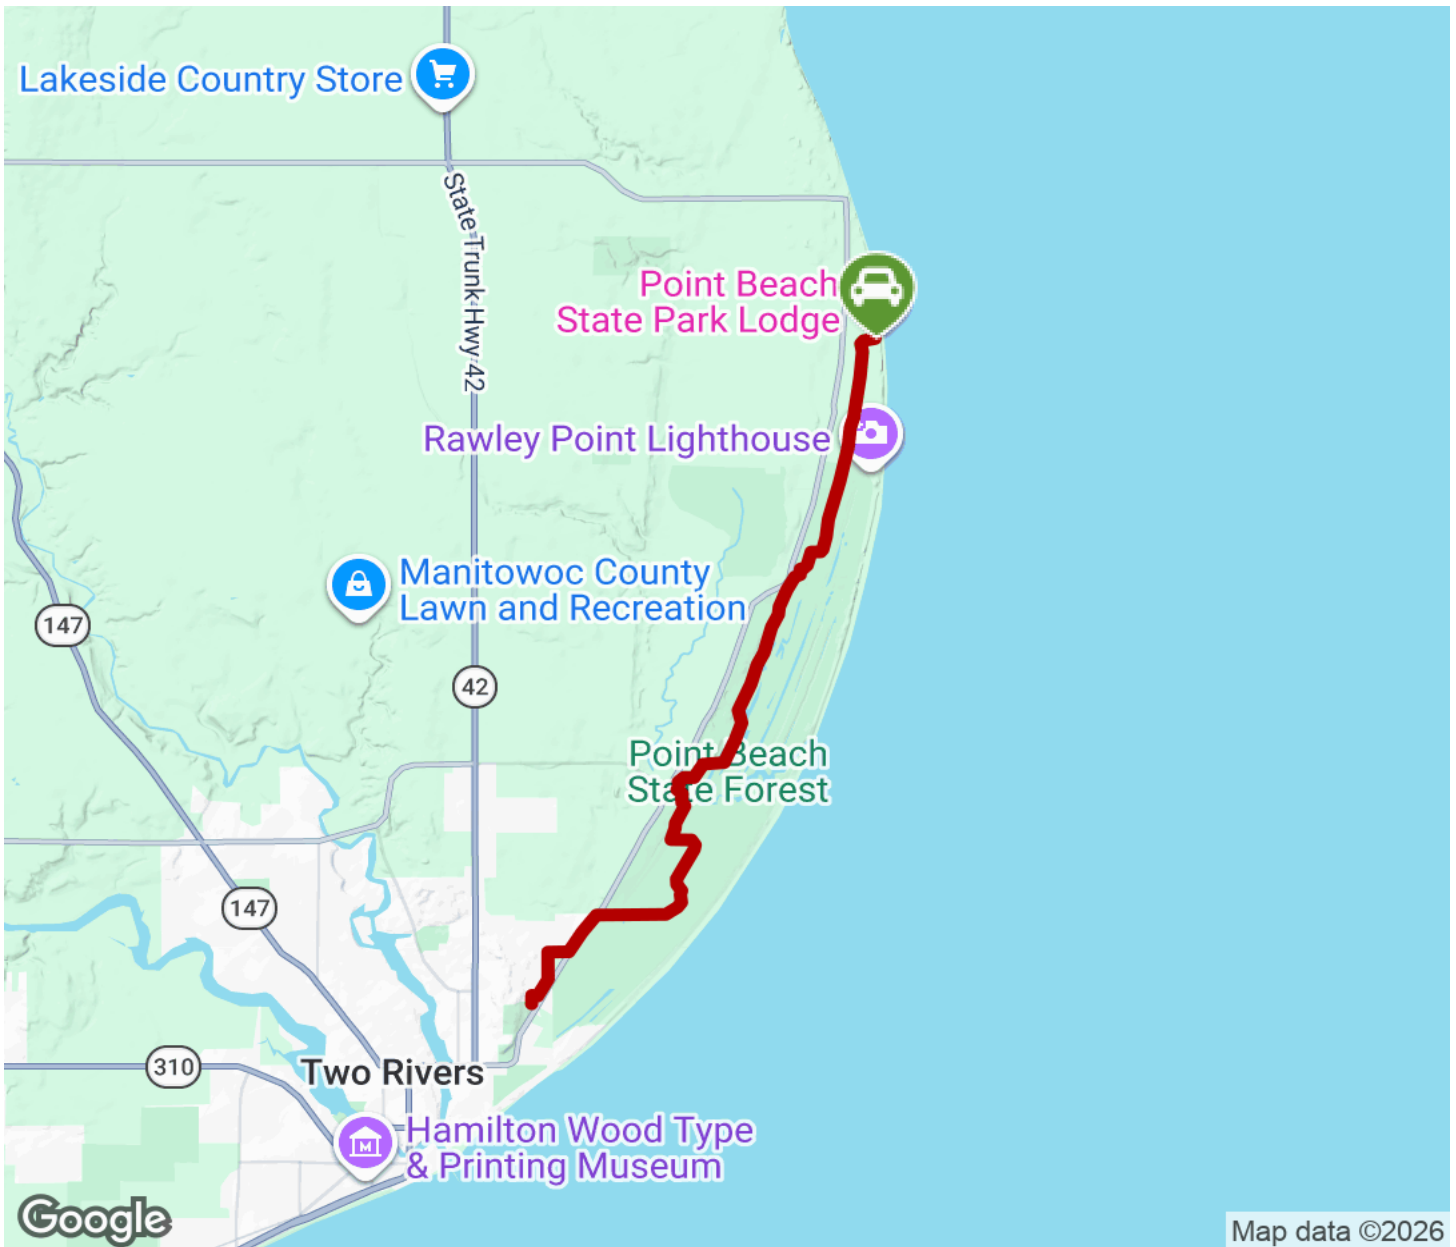 Lakeside Country Store
State Trunk Hwy 42
Point Beach
State Park Lodge
Rawley Point Lighthouse
Manitowoc County
Lawn and Recreation
147
42
Point Beach
State Forest
147
310
Two Rivers
Hamilton Wood Type
& Printing Museum
M
Google
Map data ©2026